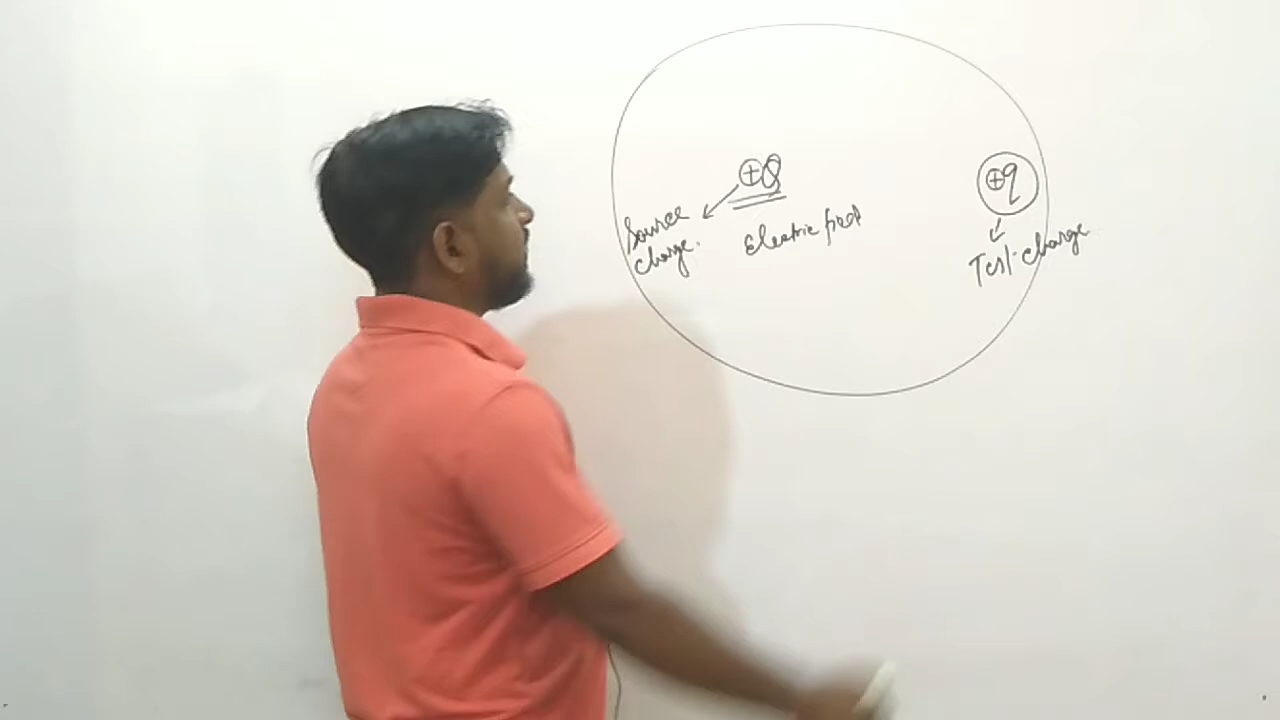 +Q
+q
Source
charge.
Electric field
Test-charge